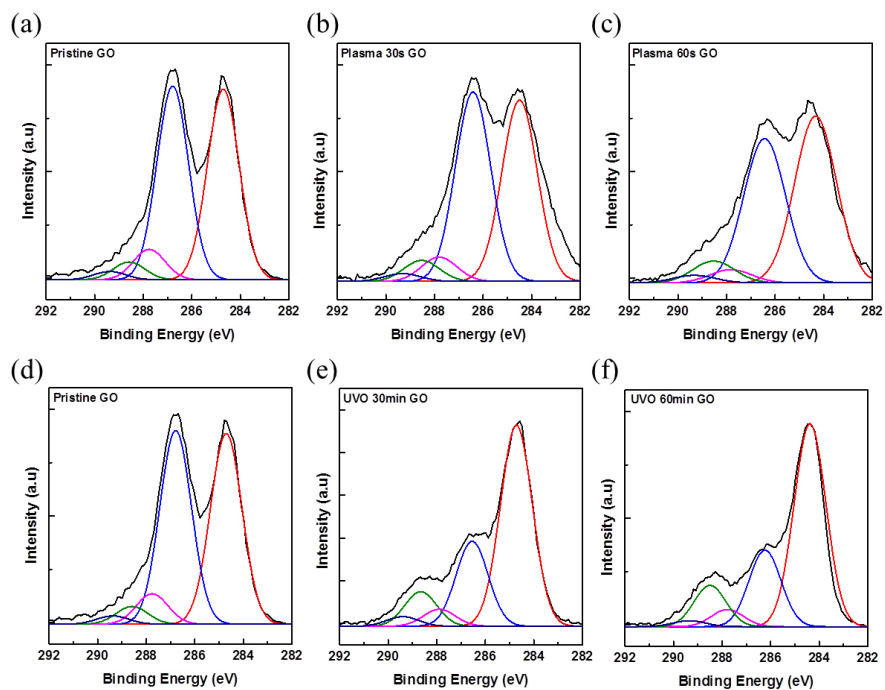 (a)
(b)
(c)
Pristine GO
Plasma 30s GO
Plasma 60s GO
Intensity (a.u)
Intensity (a.u)
Intensity (a.u)
292 290 288 286 284 282
292 290 288 286 284 282
292 290 288 286 284 282
Binding Energy (eV)
Binding Energy (eV)
Binding Energy (eV)
(d)
(e)
(f)
Pristine GO
UVO 30min GO
UVO 60min GO
Intensity (a.u)
Intensity (a.u)
Intensity (a.u)
292 290 288 286 284 282
292 290 288 286 284 282
292 290 288 286 284 282
Binding Energy (eV)
Binding Energy (eV)
Binding Energy (eV)